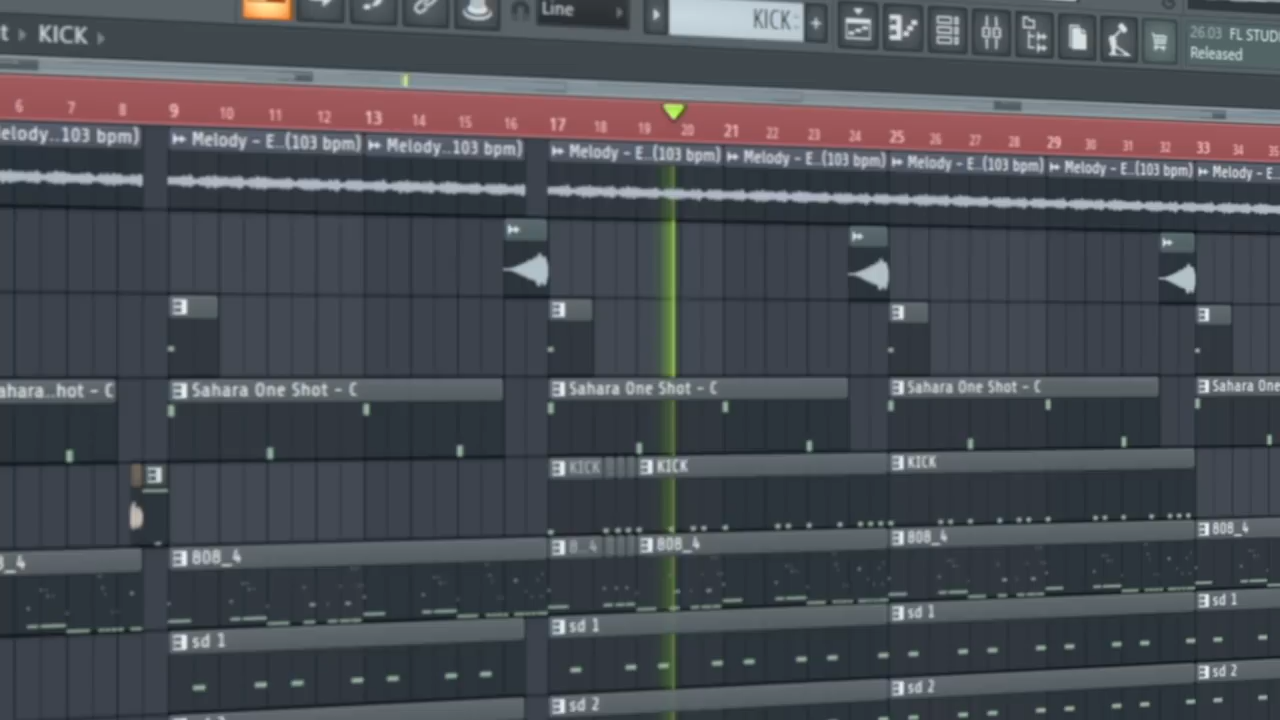 Line
KICK
+
26.03 FL STUD
Released
t › KICK ›
6 7 8 9 10 11 12 13 14 15 16 17 18 19 20 21 22 23 24 25 26 27 28 29 30 31 32 33 34 35
elody..103 bpm) Melody - E..(103 bpm) Melody..103 bpm) Melody - E..(103 bpm) Melody - E..(103 bpm) Melody - E..(103 bpm) Melody - E..(103 bpm) Melody - E..
ahara..hot - C Sahara One Shot - C Sahara One Shot - C Sahara One Shot - C Sahara One
KICK KICK KICK
_4 808_4 8.._4 808_4 808_4 808_4
sd 1 sd 1 sd 1 sd 1
sd 2 sd 2 sd 2